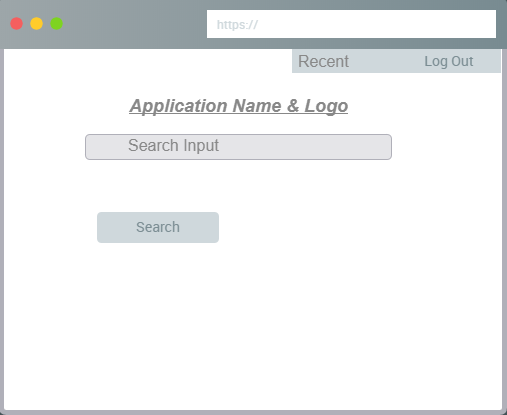 https://
Recent
Log Out
Application Name & Logo
Search Input
Search